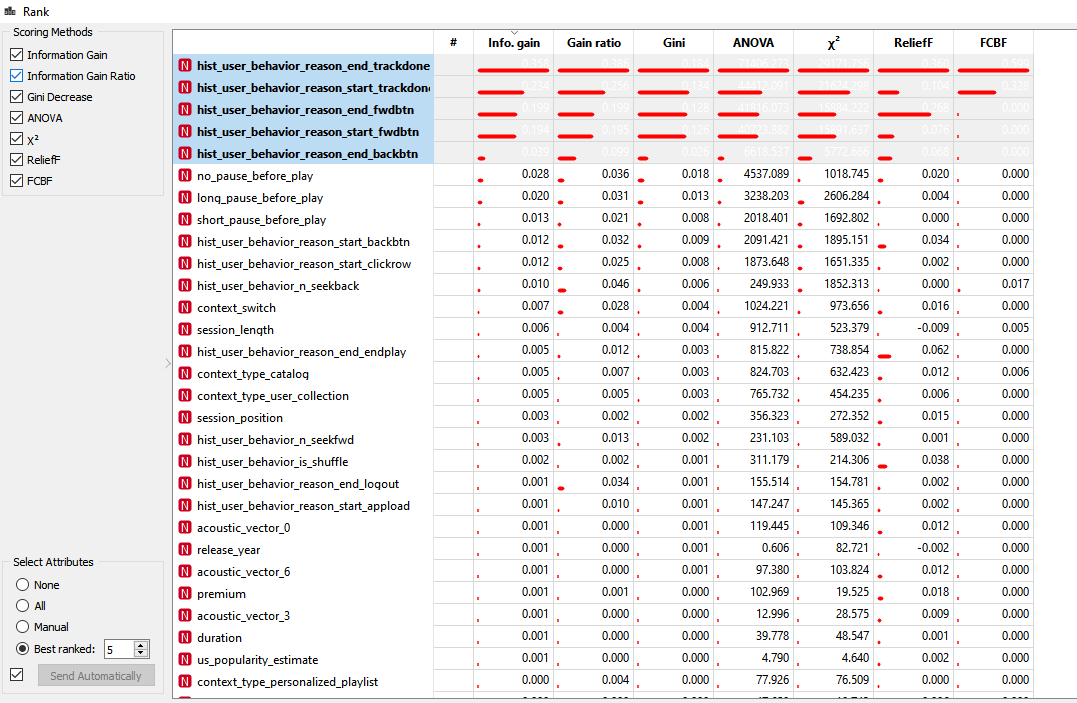 Rank
Scoring Methods
Information Gain
Information Gain Ratio
Gini Decrease
ANOVA
χ²
ReliefF
FCBF
Select Attributes
None
All
Manual
Best ranked: 5
Send Automatically
# Info. gain Gain ratio Gini ANOVA χ² ReliefF FCBF
N hist_user_behavior_reason_end_trackdone
N hist_user_behavior_reason_start_trackdon
N hist_user_behavior_reason_end_fwdbtn 0.199 0.199 0.128 41816.073 15884.222 0.268
N hist_user_behavior_reason_start_fwdbtn 0.194 0.195 0.126 0.076 0.000
N hist_user_behavior_reason_end_backbtn 0.039 0.099 0.026 6618.537 5772.666 0.068 0.000
N no_pause_before_play 0.028 0.036 0.018 4537.089 1018.745 0.020 0.000
N long_pause_before_play 0.020 0.031 0.013 3238.203 2606.284 0.004 0.000
N short_pause_before_play 0.013 0.021 0.008 2018.401 1692.802 0.000 0.000
N hist_user_behavior_reason_start_backbtn 0.012 0.032 0.009 2091.421 1895.151 0.034 0.000
N hist_user_behavior_reason_start_clickrow 0.012 0.025 0.008 1873.648 1651.335 0.002 0.000
N hist_user_behavior_n_seekback 0.010 0.046 0.006 249.933 1852.313 0.000 0.017
N context_switch 0.007 0.028 0.004 1024.221 973.656 0.016 0.000
N session_length 0.006 0.004 0.004 912.711 523.379 -0.009 0.005
N hist_user_behavior_reason_end_endplay 0.005 0.012 0.003 815.822 738.854 0.062 0.000
N context_type_catalog 0.005 0.007 0.003 824.703 632.423 0.012 0.006
N context_type_user_collection 0.005 0.005 0.003 765.732 454.235 0.006 0.000
N session_position 0.003 0.002 0.002 356.323 272.352 0.015 0.000
N hist_user_behavior_n_seekfwd 0.003 0.013 0.002 231.103 589.032 0.001 0.000
N hist_user_behavior_is_shuffle 0.002 0.002 0.001 311.179 214.306 0.038 0.000
N hist_user_behavior_reason_end_logout 0.001 0.034 0.001 155.514 154.781 0.002 0.000
N hist_user_behavior_reason_start_appload 0.001 0.010 0.001 147.247 145.365 0.002 0.000
N acoustic_vector_0 0.001 0.000 0.001 119.445 109.346 0.012 0.000
N release_year 0.001 0.000 0.001 0.606 82.721 -0.002 0.000
N acoustic_vector_6 0.001 0.000 0.001 97.380 103.824 0.012 0.000
N premium 0.001 0.001 0.000 102.969 19.525 0.018 0.000
N acoustic_vector_3 0.001 0.000 0.000 12.996 28.575 0.009 0.000
N duration 0.001 0.000 0.000 39.778 48.547 0.001 0.000
N us_popularity_estimate 0.001 0.000 0.000 4.790 4.640 0.002 0.000
N context_type_personalized_playlist 0.000 0.004 0.000 77.926 76.509 0.000 0.000